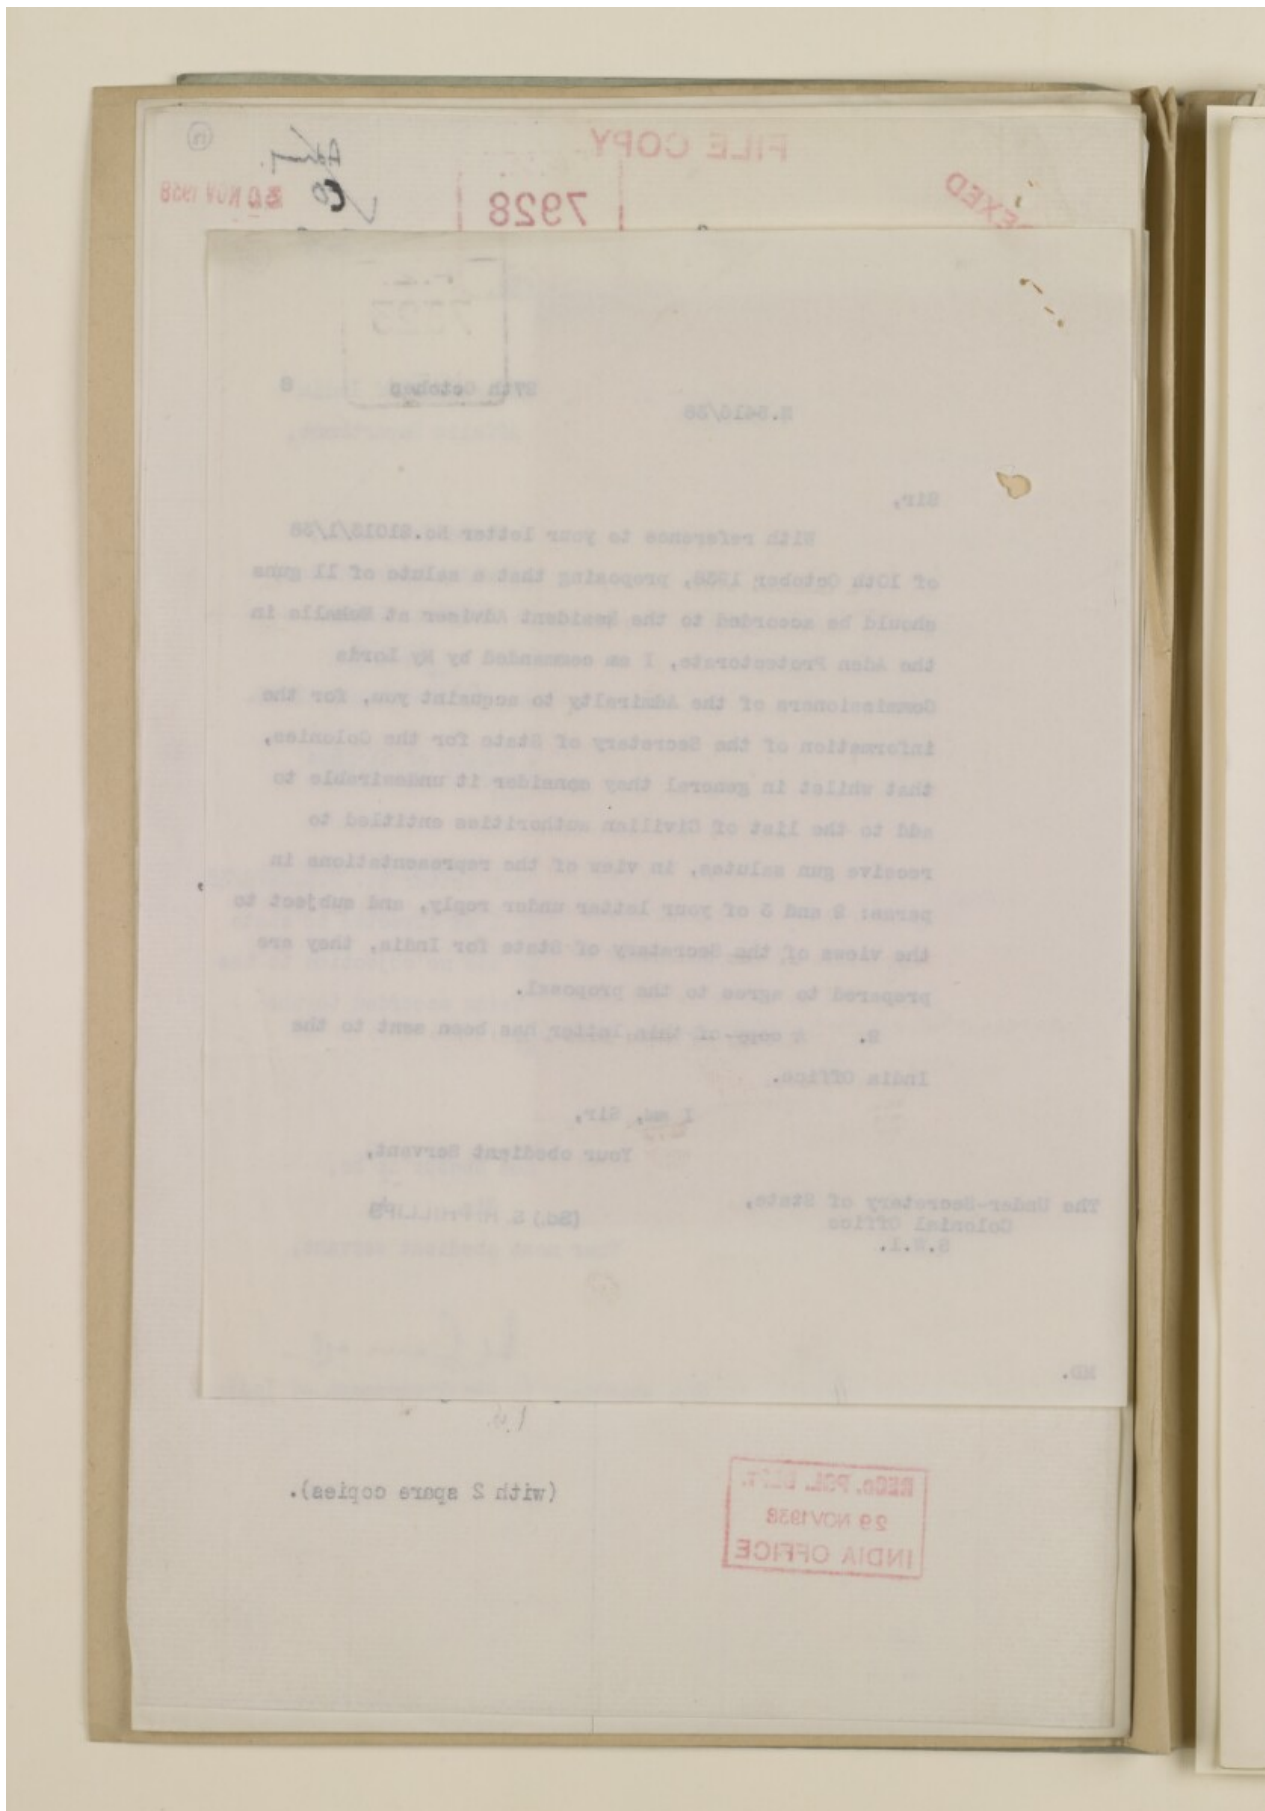 FILE COPY
7928
30 NOV 1938
27th October 8
Sir,
With reference to your letter No.81013/1/38
of 10th October 1938, proposing that a salute of 11 guns
should be accorded to the Resident Adviser at Mukalla in
the Aden Protectorate, I am commanded by My Lords
Commissioners of the Admiralty to acquaint you, for the
information of the Secretary of State for the Colonies,
that whilst in general they consider it undesirable to
add to the list of Civilian authorities entitled to
receive gun salutes, in view of the representations in
paras: 2 and 3 of your letter under reply, and subject to
the views of the Secretary of State for India, they are
prepared to agree to the proposal.
2. A copy of this letter has been sent to the
India Office.
I am, Sir,
Your obedient Servant,
(Sd.) PHILLIPS
The Under-Secretary of State,
Colonial Office
S.W.1.
(with 2 spare copies).
RECD. POL. DEPT.
29 NOV 1938
INDIA OFFICE